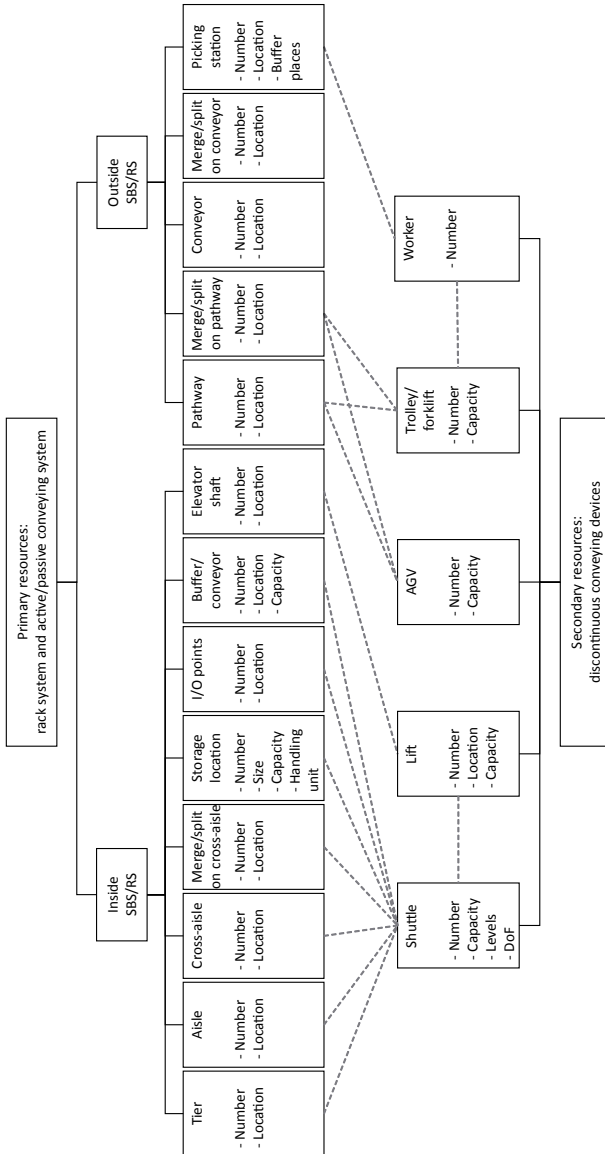 Primary resources:
rack system and active/passive conveying system
Inside
SBS/RS
Outside
SBS/RS
Tier
- Number
- Location
Aisle
- Number
- Location
Cross-aisle
- Number
- Location
Merge/split
on cross-aisle
- Number
- Location
Storage
location
- Number
- Size
- Capacity
- Handling
unit
I/O points
- Number
- Location
Buffer/
conveyor
- Number
- Location
- Capacity
Elevator
shaft
- Number
- Location
Pathway
- Number
- Location
Merge/split
on pathway
- Number
- Location
Conveyor
- Number
- Location
Merge/split
on conveyor
- Number
- Location
Picking
station
- Number
- Location
- Buffer
places
Shuttle
- Number
- Capacity
- Levels
- DoF
Lift
- Number
- Location
- Capacity
AGV
- Number
- Capacity
Trolley/
forklift
- Number
- Capacity
Worker
- Number
Secondary resources:
discontinuous conveying devices